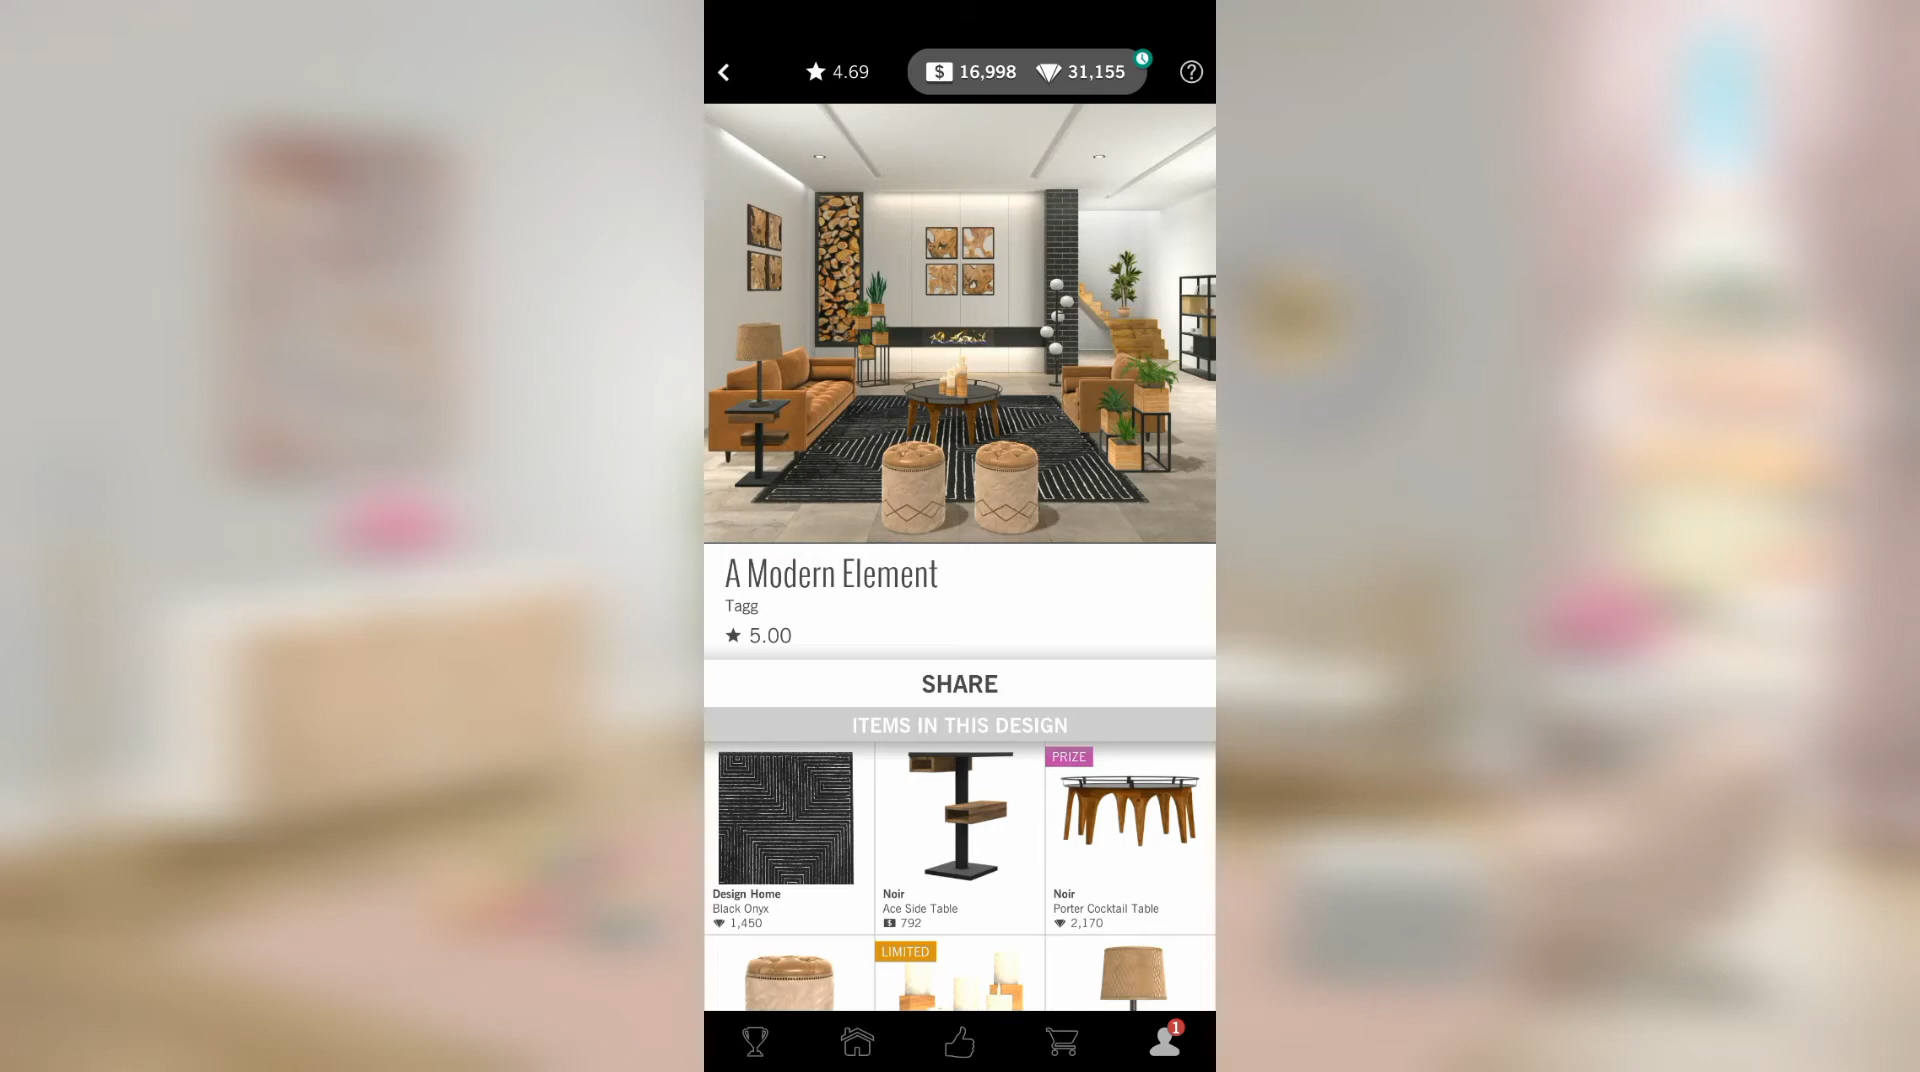 4.69
$ 16,998 31,155
?
A Modern Element
Tagg
5.00
SHARE
ITEMS IN THIS DESIGN
Design Home
Black Onyx
1,450
Noir
Ace Side Table
$ 792
PRIZE
Noir
Porter Cocktail Table
2,170
LIMITED
1